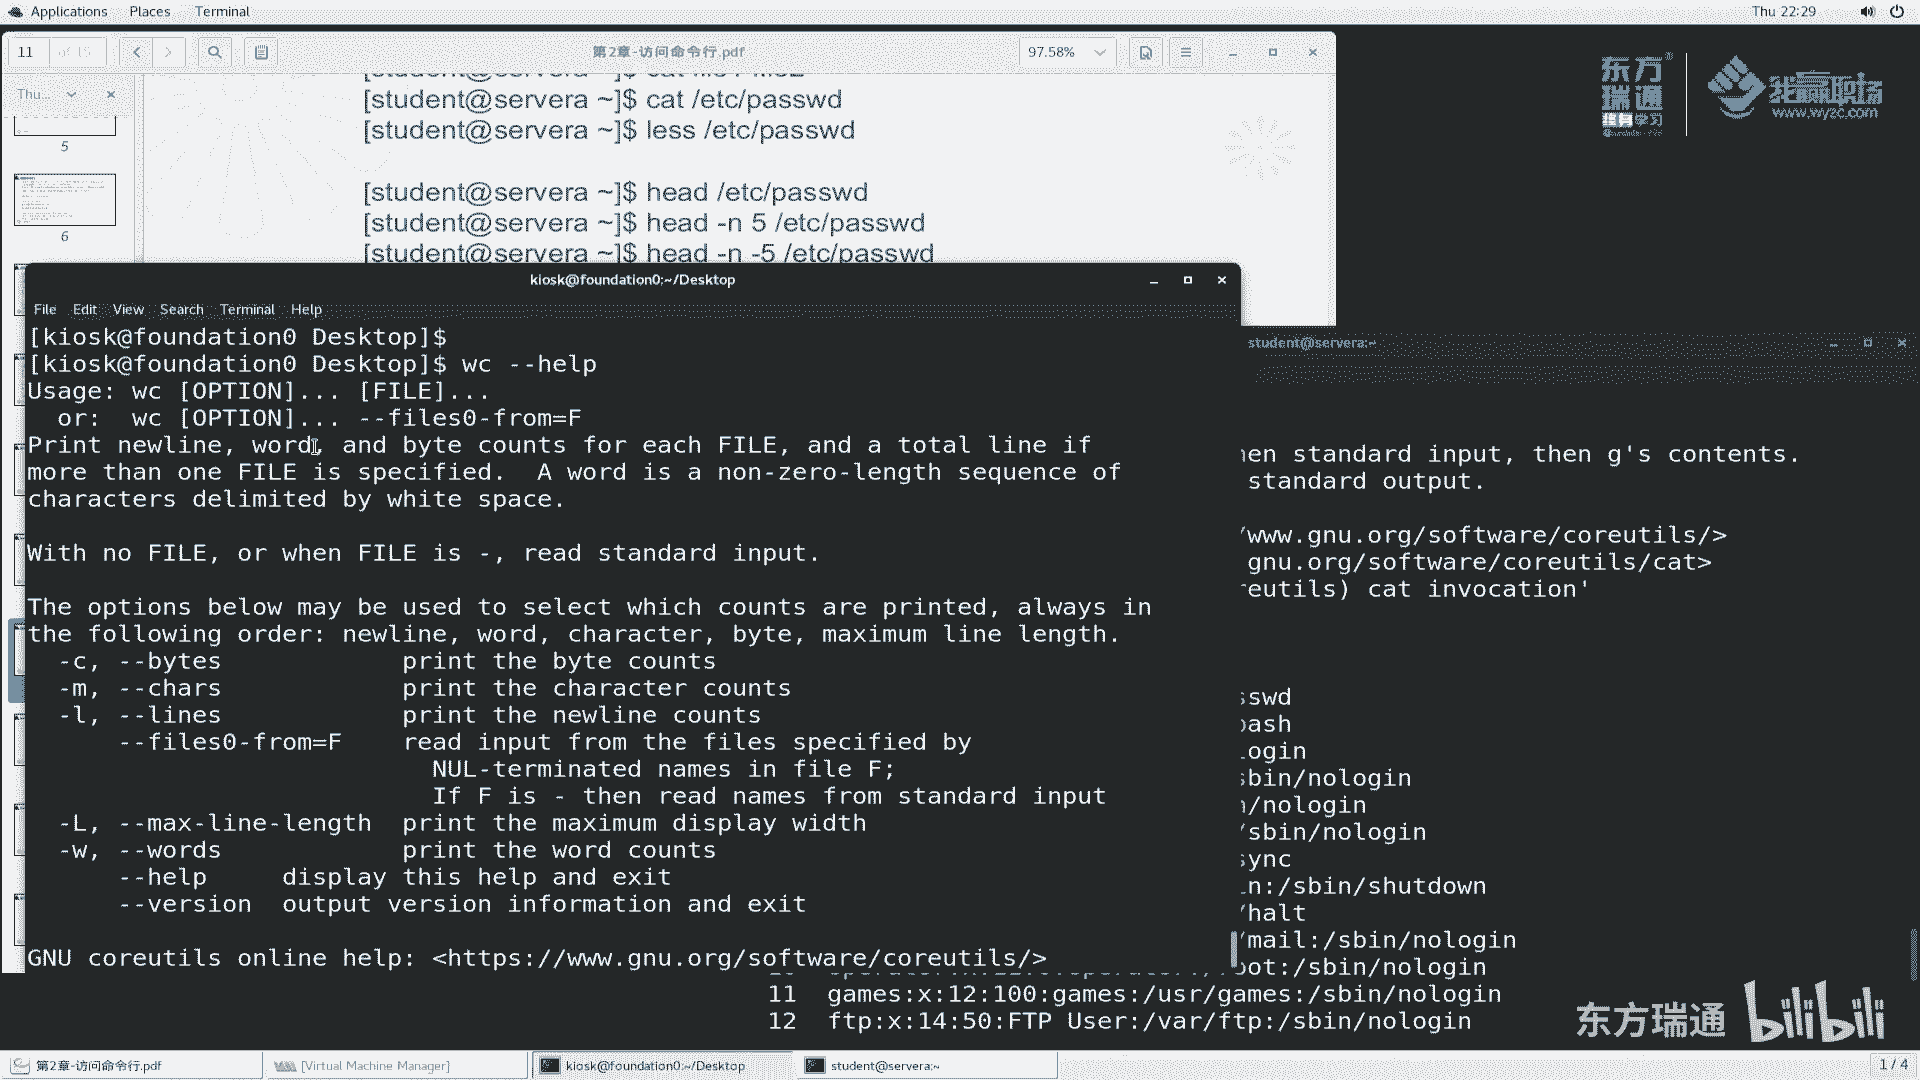 Applications Places Terminal Thu 22:29
11 of 15 第2章-访问命令行.pdf 97.58%
Thu...
5
6
[student@servera ~]$ cat /etc/passwd
[student@servera ~]$ less /etc/passwd
[student@servera ~]$ head /etc/passwd
[student@servera ~]$ head -n 5 /etc/passwd
[student@servera ~]$ head -n -5 /etc/passwd
东方瑞通
终身学习
我赢职场
www.wyzc.com
kiosk@foundation0:~/Desktop
File Edit View Search Terminal Help
[kiosk@foundation0 Desktop]$
[kiosk@foundation0 Desktop]$ wc --help
Usage: wc [OPTION]... [FILE]...
or: wc [OPTION]... --files0-from=F
Print newline, word, and byte counts for each FILE, and a total line if
more than one FILE is specified. A word is a non-zero-length sequence of
characters delimited by white space.
With no FILE, or when FILE is -, read standard input.
The options below may be used to select which counts are printed, always in
the following order: newline, word, character, byte, maximum line length.
-c, --bytes print the byte counts
-m, --chars print the character counts
-l, --lines print the newline counts
--files0-from=F read input from the files specified by
NUL-terminated names in file F;
If F is - then read names from standard input
-L, --max-line-length print the maximum display width
-w, --words print the word counts
--help display this help and exit
--version output version information and exit
GNU coreutils online help: <https://www.gnu.org/software/coreutils/>
student@servera:~
en standard input, then g's contents.
standard output.
/www.gnu.org/software/coreutils/>
gnu.org/software/coreutils/cat>
reutils) cat invocation'
sswd
bash
login
sbin/nologin
n/nologin
/sbin/nologin
sync
n:/sbin/shutdown
/halt
/mail:/sbin/nologin
oot:/sbin/nologin
11 games:x:12:100:games:/usr/games:/sbin/nologin
12 ftp:x:14:50:FTP User:/var/ftp:/sbin/nologin
东方瑞通 bilibili
第2章-访问命令行.pdf [Virtual Machine Manager] kiosk@foundation0:~/Desktop student@servera:~ 1 / 4